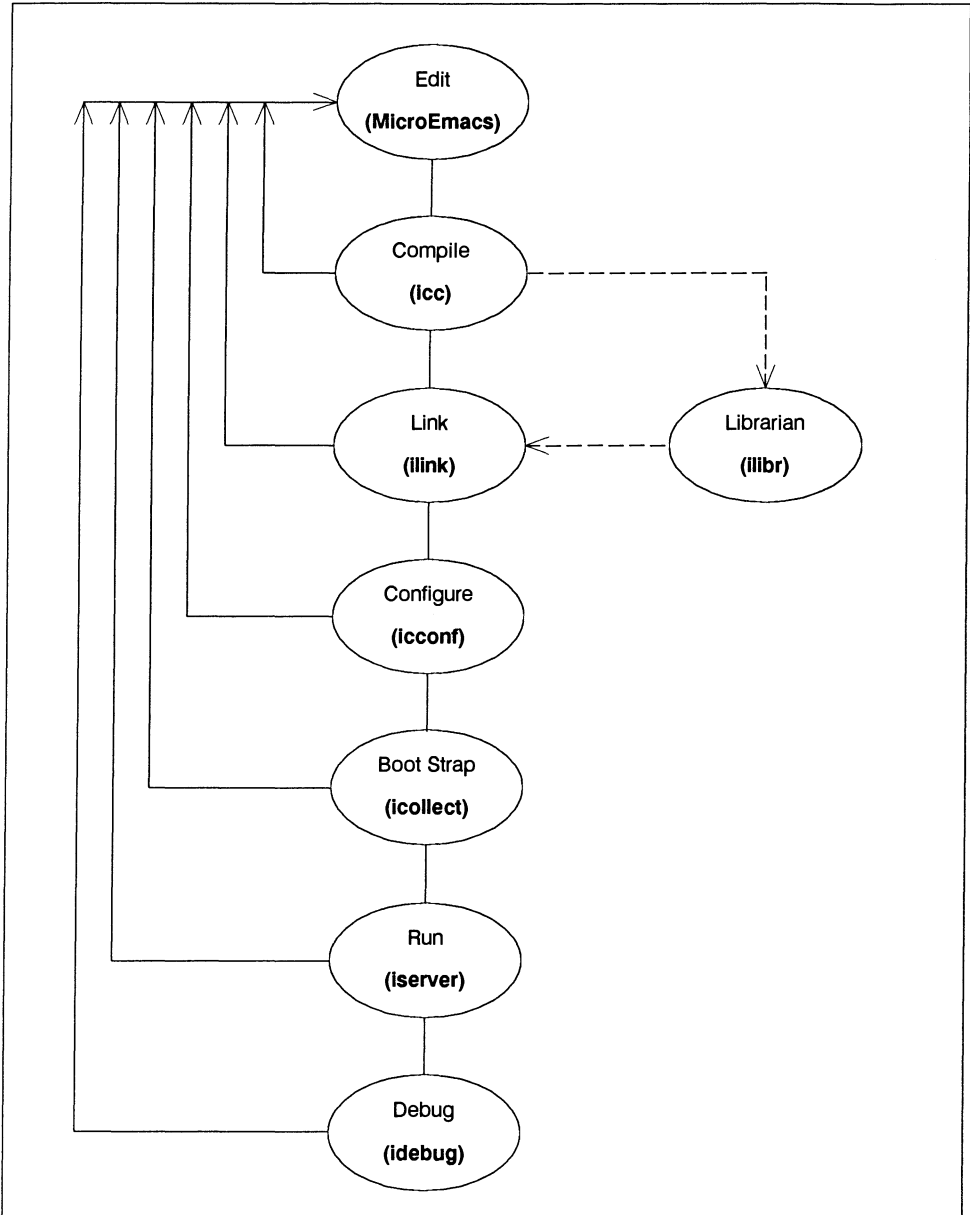 Edit
(MicroEmacs)
Compile
(icc)
Link
(ilink)
Librarian
(ilibr)
Configure
(icconf)
Boot Strap
(icollect)
Run
(iserver)
Debug
(idebug)